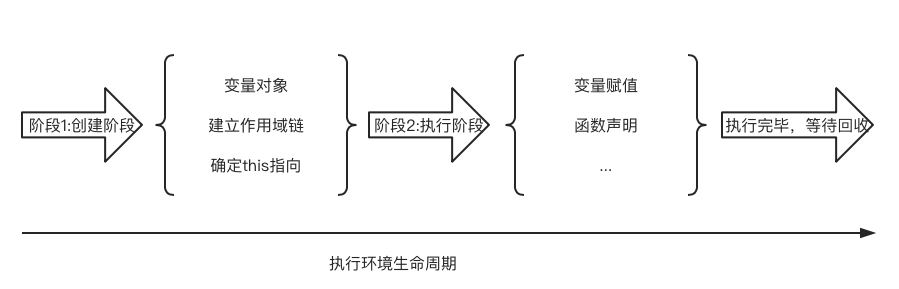 阶段1:创建阶段
变量对象
建立作用域链
确定this指向
阶段2:执行阶段
变量赋值
函数声明
...
执行完毕，等待回收
执行环境生命周期